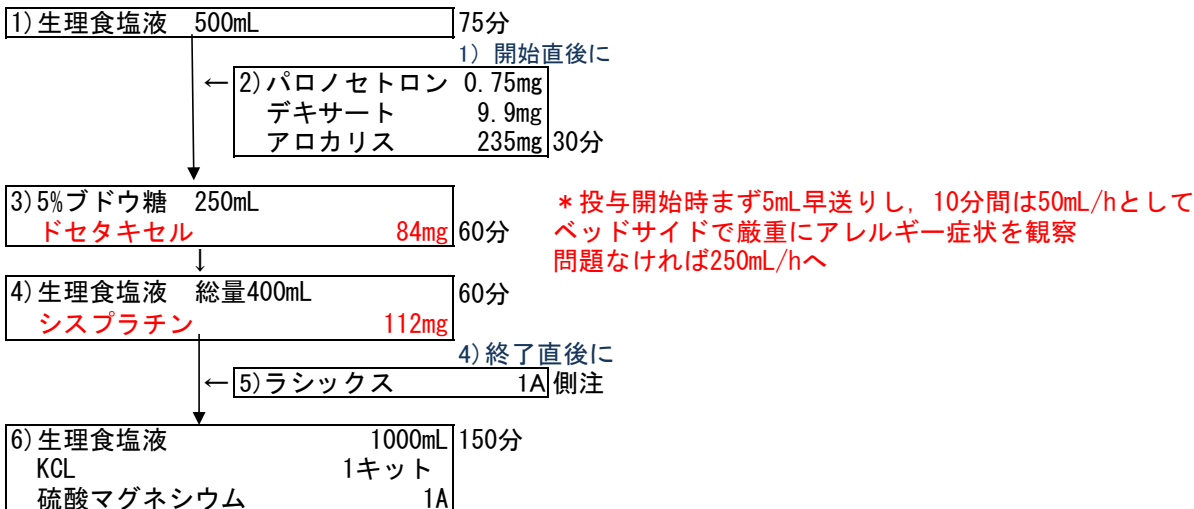 1)生理食塩液 500mL 75分
1) 開始直後に
← 2)パロノセトロン 0.75mg
デキサート 9.9mg
アロカリス 235mg 30分
3)5%ブドウ糖 250mL
ドセタキセル 84mg 60分
*投与開始時まず5mL早送りし, 10分間は50mL/hとして
ベッドサイドで厳重にアレルギー症状を観察
問題なければ250mL/hへ
↓
4)生理食塩液 総量400mL 60分
シスプラチン 112mg
4)終了直後に
← 5)ラシックス 1A 側注
6)生理食塩液 1000mL 150分
KCL 1キット
硫酸マグネシウム 1A